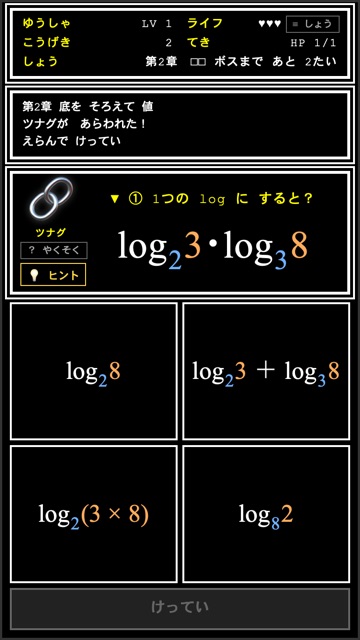 ゆうしゃ LV 1 ライフ ♥♥♥ ≡ しょう
こうげき 2 てき HP 1/1
しょう 第2章 □□ ボスまで あと 2たい
第2章 底を そろえて 値
ツナグが あらわれた！
えらんで けってい
▼ ① 1つの log に すると？
ツナグ
? やくそく
ヒント
log₂3・log₃8
log₂8
log₂3 + log₃8
log₂(3 × 8)
log₈2
けってい